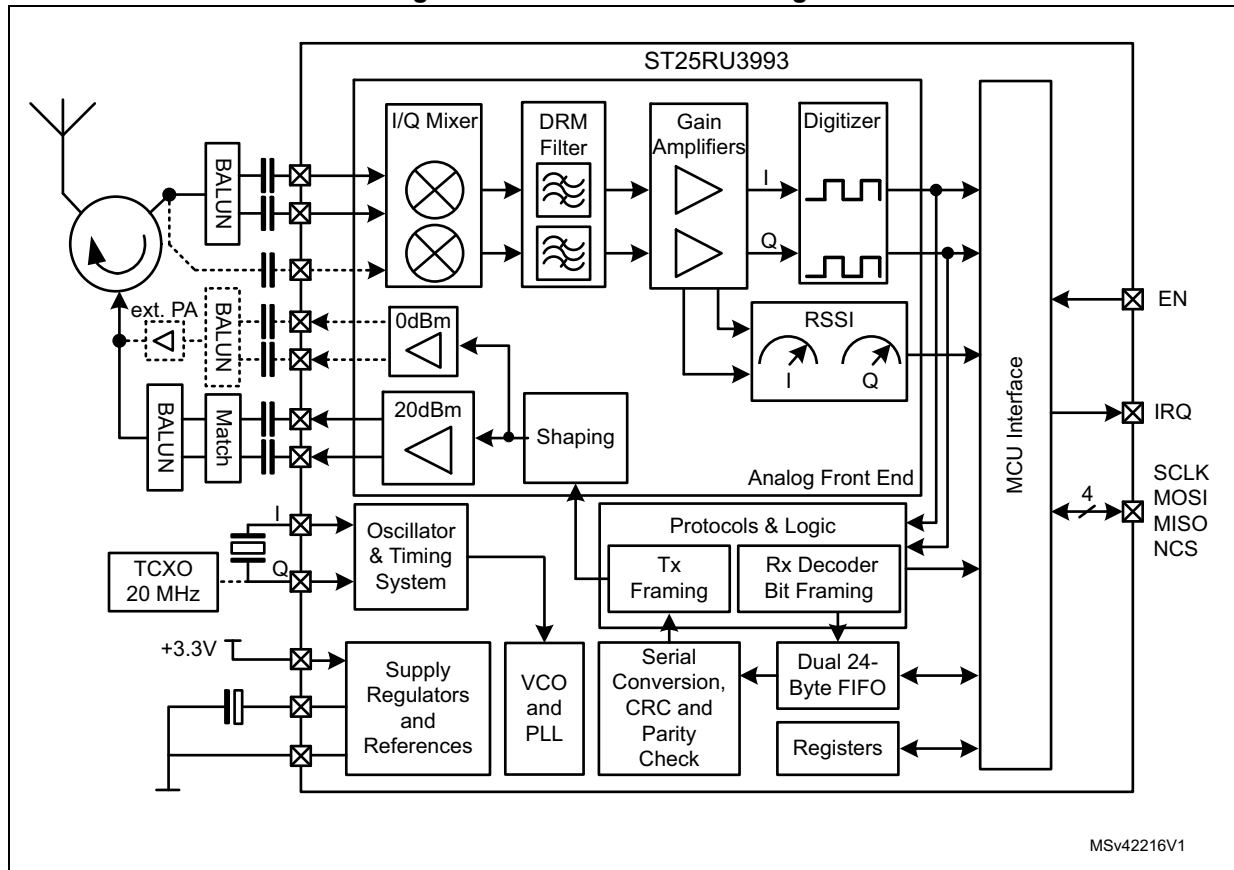 ST25RU3993
I/Q Mixer
DRM
Filter
Gain
Amplifiers
Digitizer
I
Q
BALUN
RSSI
I
Q
EN
ext. PA
BALUN
0dBm
IRQ
BALUN
Match
20dBm
Shaping
Analog Front End
MCU Interface
SCLK
MOSI
MISO
NCS
4
I
Q
TCXO
20 MHz
Oscillator
& Timing
System
Protocols & Logic
Tx
Framing
Rx Decoder
Bit Framing
+3.3V
Supply
Regulators
and
References
VCO
and
PLL
Serial
Conversion,
CRC and
Parity
Check
Dual 24-
Byte FIFO
Registers
MSv42216V1